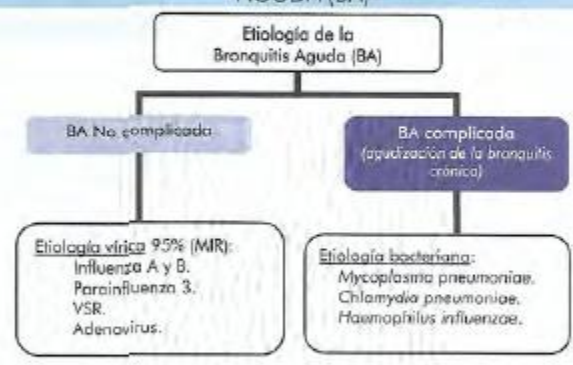 Etiología de la
Bronquitis Aguda (BA)
BA No complicada
BA complicada
(agudización de la bronquitis
crónica)
Etiología vírica 95% (MIR):
Influenza A y B.
Parainfluenza 3.
VSR.
Adenovirus.
Etiología bacteriana:
Mycoplasma pneumoniae.
Chlamydia pneumoniae.
Haemophilus influenzae.